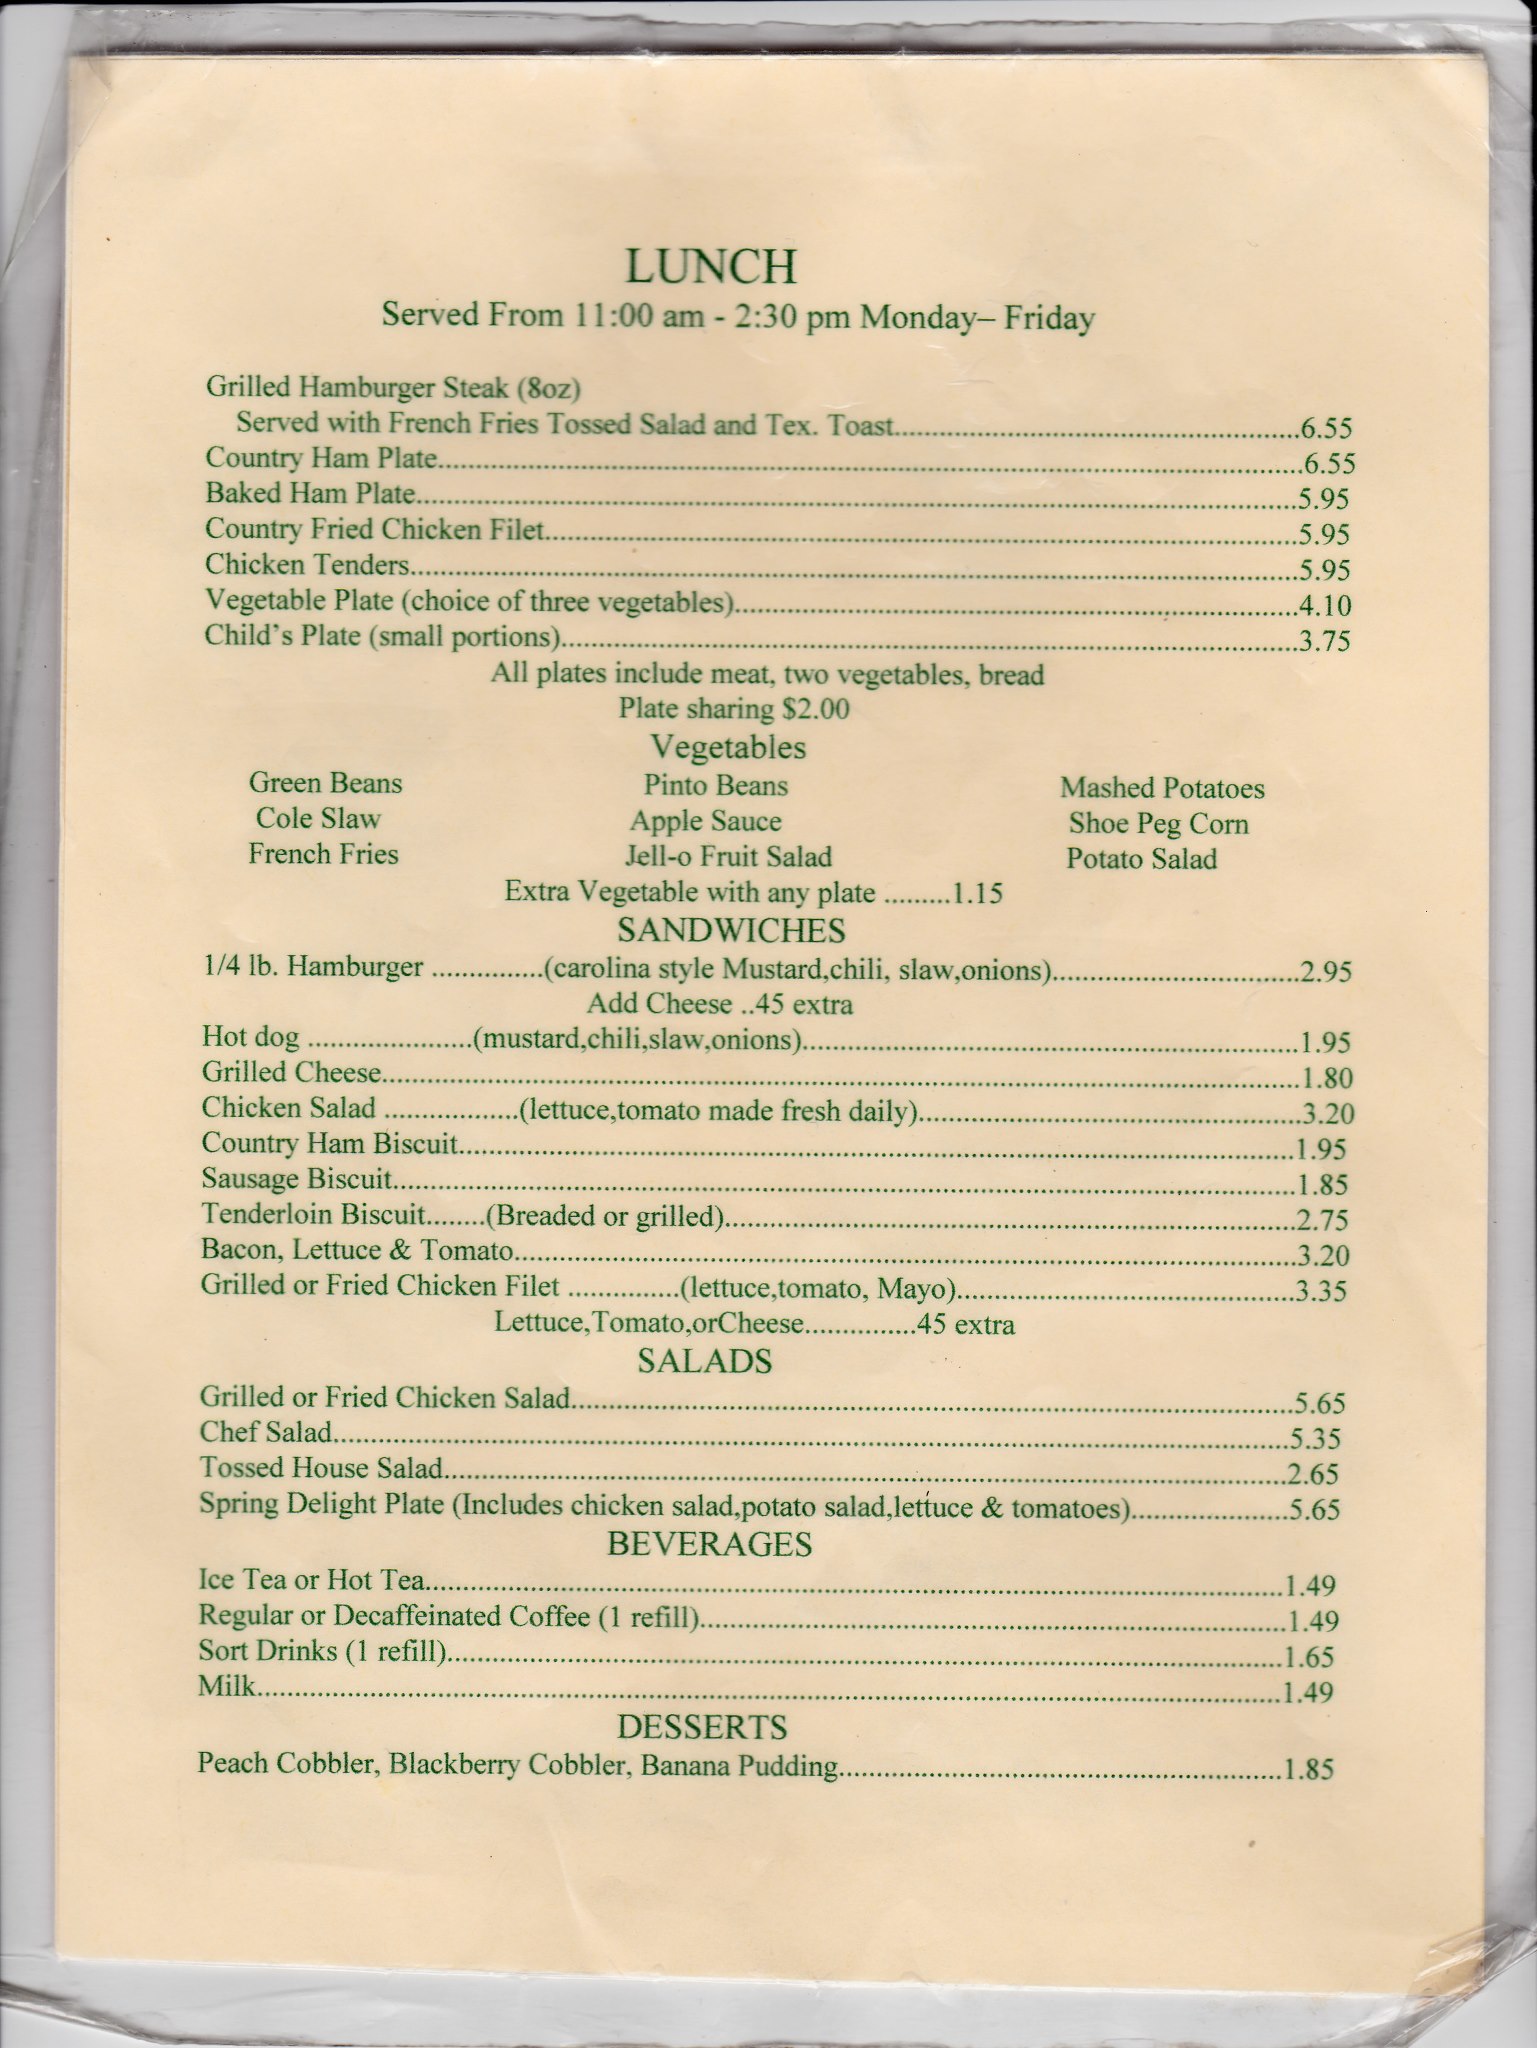 LUNCH
Served From 11:00 am - 2:30 pm Monday– Friday
Grilled Hamburger Steak (8oz)
Served with French Fries Tossed Salad and Tex. Toast..........................................................6.55
Country Ham Plate..........................................................6.55
Baked Ham Plate..........................................................5.95
Country Fried Chicken Filet..........................................................5.95
Chicken Tenders..........................................................5.95
Vegetable Plate (choice of three vegetables)..........................................................4.10
Child's Plate (small portions)..........................................................3.75
All plates include meat, two vegetables, bread
Plate sharing $2.00
Vegetables
Green Beans Pinto Beans Mashed Potatoes
Cole Slaw Apple Sauce Shoe Peg Corn
French Fries Jell-o Fruit Salad Potato Salad
Extra Vegetable with any plate .........1.15
SANDWICHES
1/4 lb. Hamburger ...............(carolina style Mustard,chili, slaw,onions).................................2.95
Add Cheese ..45 extra
Hot dog ......................(mustard,chili,slaw,onions)..........................................................1.95
Grilled Cheese..........................................................1.80
Chicken Salad ..................(lettuce,tomato made fresh daily)..................................................3.20
Country Ham Biscuit..........................................................1.95
Sausage Biscuit..........................................................1.85
Tenderloin Biscuit........(Breaded or grilled)..........................................................2.75
Bacon, Lettuce & Tomato..........................................................3.20
Grilled or Fried Chicken Filet ...............(lettuce,tomato, Mayo).............................................3.35
Lettuce,Tomato,orCheese...............45 extra
SALADS
Grilled or Fried Chicken Salad..........................................................5.65
Chef Salad..........................................................5.35
Tossed House Salad..........................................................2.65
Spring Delight Plate (Includes chicken salad,potato salad,lettuce & tomatoes).....................5.65
BEVERAGES
Ice Tea or Hot Tea..........................................................1.49
Regular or Decaffeinated Coffee (1 refill)..........................................................1.49
Sort Drinks (1 refill)..........................................................1.65
Milk..........................................................1.49
DESSERTS
Peach Cobbler, Blackberry Cobbler, Banana Pudding..........................................................1.85